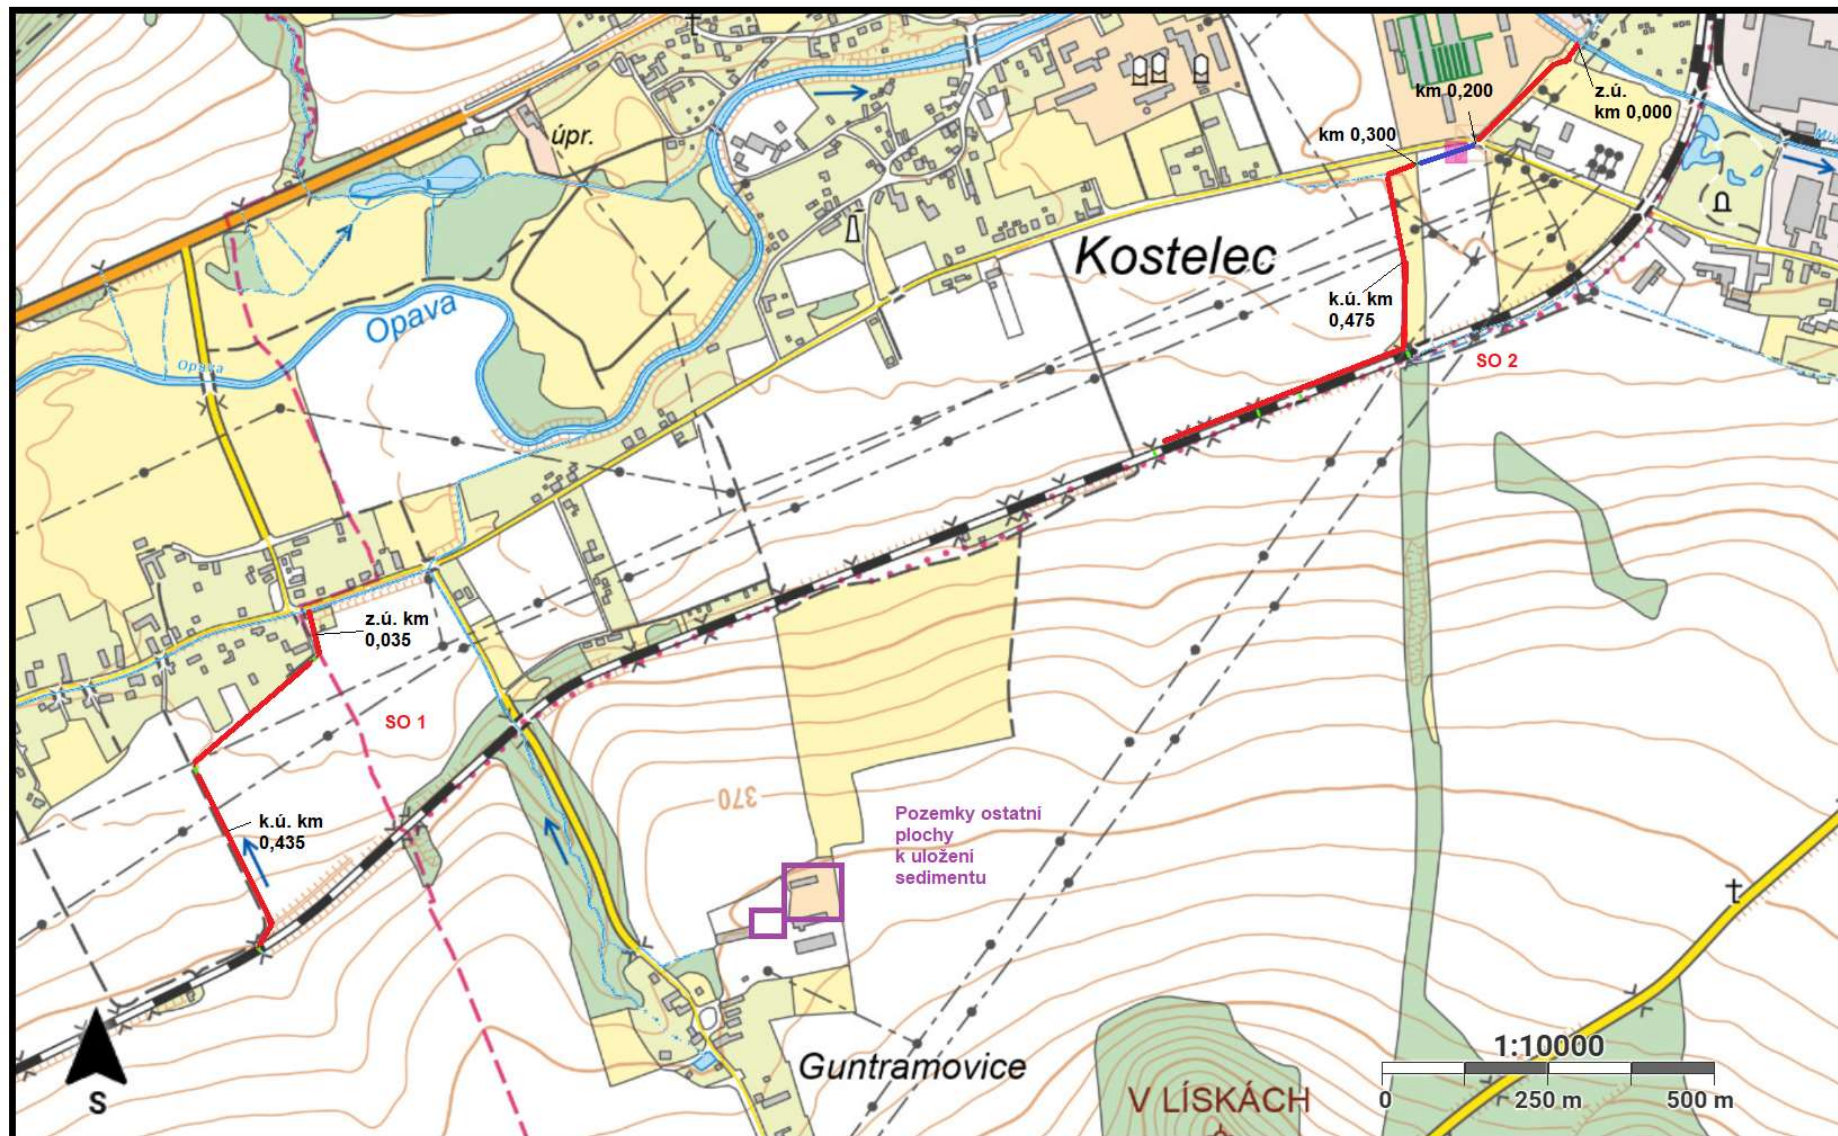 úpr.
km 0,200
z.ú.
km 0,000
km 0,300
Kostelec
Opava
k.ú. km
0,475
SO 2
Opava
z.ú. km
0,035
SO 1
k.ú. km
0,435
370
Pozemky ostatní
plochy
k uložení
sedimentu
Guntramovice
V LÍSKÁCH
S
1:10000
0
250 m
500 m